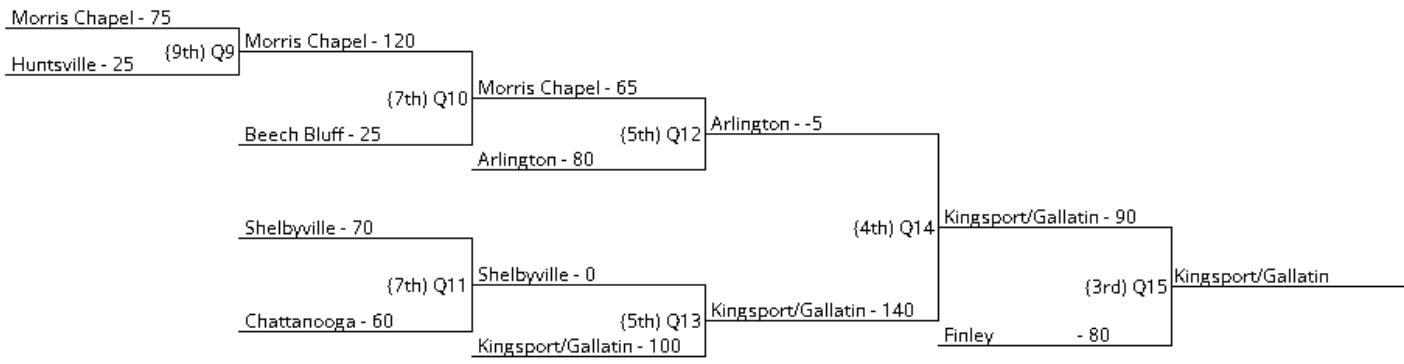 Morris Chapel - 75
{9th) Q9
Huntsville - 25
Morris Chapel - 120
{7th) Q10
Beech Bluff - 25
Morris Chapel - 65
{5th) Q12
Arlington - 80
Arlington - -5
Shelbyville - 70
{7th) Q11
Chattanooga - 60
Shelbyville - 0
{5th) Q13
Kingsport/Gallatin - 100
Kingsport/Gallatin - 140
{4th) Q14
Kingsport/Gallatin - 90
{3rd) Q15
Finley - 80
Kingsport/Gallatin